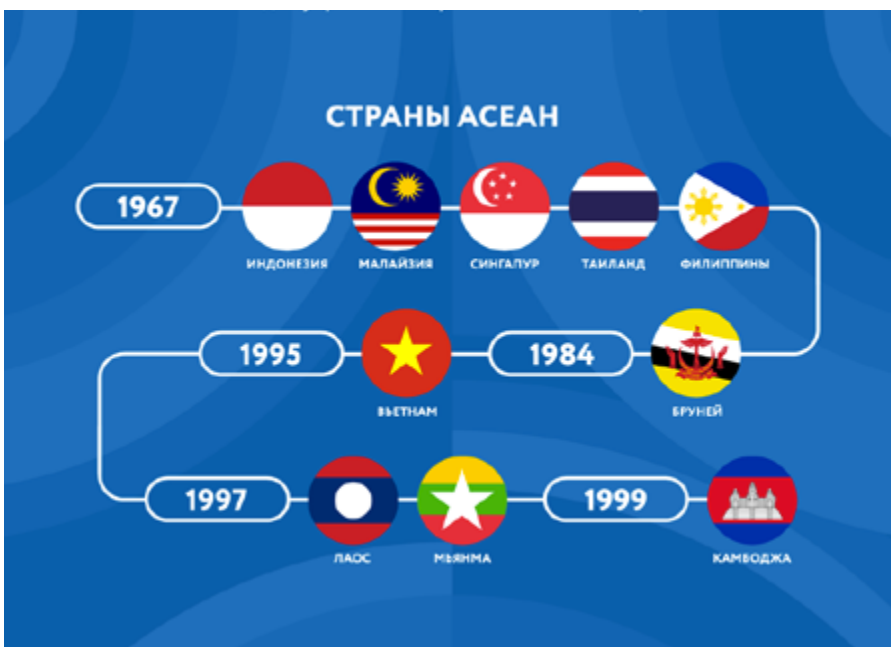 СТРАНЫ АСЕАН
1967
ИНДОНЕЗИЯ
МАЛАЙЗИЯ
СИНГАПУР
ТАИЛАНД
ФИЛИППИНЫ
1995
ВЬЕТНАМ
1984
БРУНЕЙ
1997
ЛАОС
МЬЯНМА
1999
КАМБОДЖА